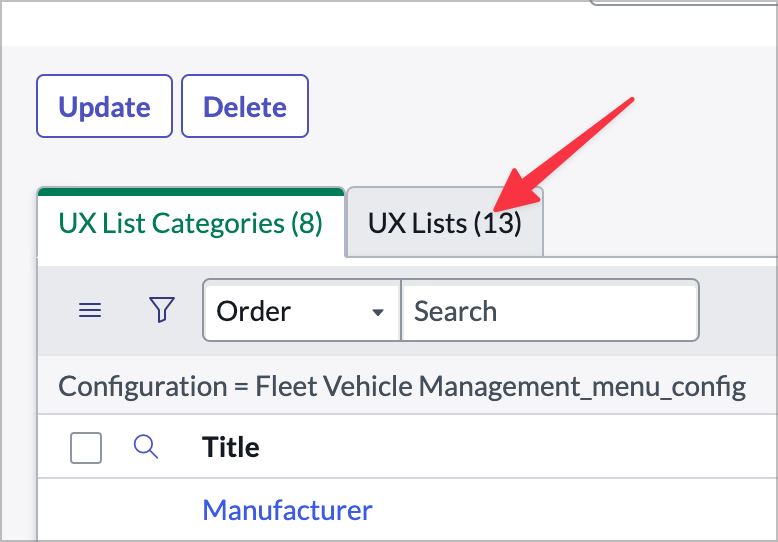 Update Delete
UX List Categories (8) UX Lists (13)
Order Search
Configuration = Fleet Vehicle Management_menu_config
Title
Manufacturer